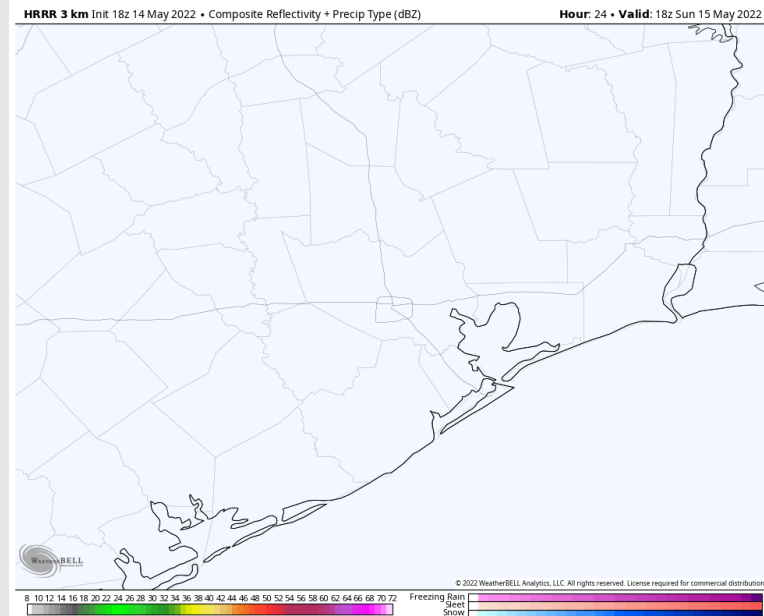 HRRR 3 km Init 18z 14 May 2022 • Composite Reflectivity + Precip Type (dBZ) Hour: 24 • Valid: 18z Sun 15 May 2022
WeatherBELL
© 2022 WeatherBELL Analytics, LLC. All rights reserved. License required for commercial distribution
8 10 12 14 16 18 20 22 24 26 28 30 32 34 36 38 40 42 44 46 48 50 52 54 56 58 60 62 64 66 68 70 72
Freezing Rain
Sleet
Snow